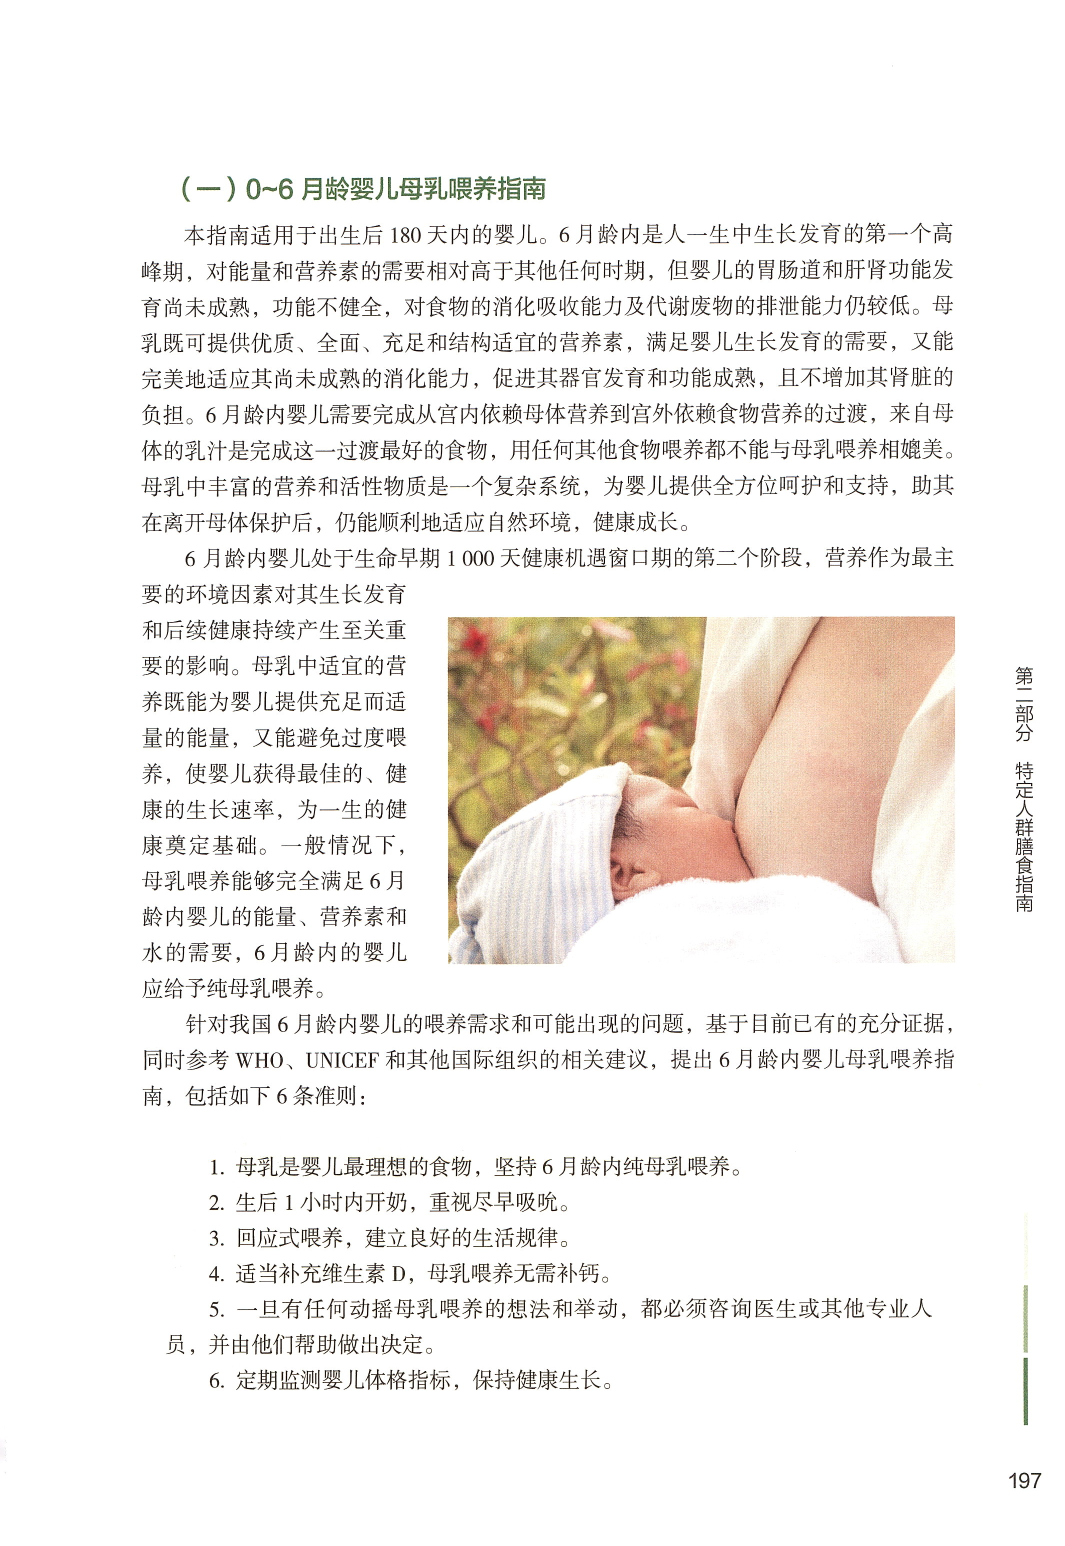 （一）0~6 月龄婴儿母乳喂养指南
本指南适用于出生后 180 天内的婴儿。6 月龄内是人一生中生长发育的第一个高
峰期，对能量和营养素的需要相对高于其他任何时期，但婴儿的胃肠道和肝肾功能发
育尚未成熟，功能不健全，对食物的消化吸收能力及代谢废物的排泄能力仍较低。母
乳既可提供优质、全面、充足和结构适宜的营养素，满足婴儿生长发育的需要，又能
完美地适应其尚未成熟的消化能力，促进其器官发育和功能成熟，且不增加其肾脏的
负担。6 月龄内婴儿需要完成从宫内依赖母体营养到宫外依赖食物营养的过渡，来自母
体的乳汁是完成这一过渡最好的食物，用任何其他食物喂养都不能与母乳喂养相媲美。
母乳中丰富的营养和活性物质是一个复杂系统，为婴儿提供全方位呵护和支持，助其
在离开母体保护后，仍能顺利地适应自然环境，健康成长。
6 月龄内婴儿处于生命早期 1 000 天健康机遇窗口期的第二个阶段，营养作为最主
要的环境因素对其生长发育
和后续健康持续产生至关重
要的影响。母乳中适宜的营
养既能为婴儿提供充足而适
量的能量，又能避免过度喂
养，使婴儿获得最佳的、健
康的生长速率，为一生的健
康奠定基础。一般情况下，
母乳喂养能够完全满足 6 月
龄内婴儿的能量、营养素和
水的需要，6 月龄内的婴儿
应给予纯母乳喂养。
针对我国 6 月龄内婴儿的喂养需求和可能出现的问题，基于目前已有的充分证据，
同时参考 WHO、UNICEF 和其他国际组织的相关建议，提出 6 月龄内婴儿母乳喂养指
南，包括如下 6 条准则：
1. 母乳是婴儿最理想的食物，坚持 6 月龄内纯母乳喂养。
2. 生后 1 小时内开奶，重视尽早吸吮。
3. 回应式喂养，建立良好的生活规律。
4. 适当补充维生素 D，母乳喂养无需补钙。
5. 一旦有任何动摇母乳喂养的想法和举动，都必须咨询医生或其他专业人
员，并由他们帮助做出决定。
6. 定期监测婴儿体格指标，保持健康生长。
第二部分 特定人群膳食指南
197